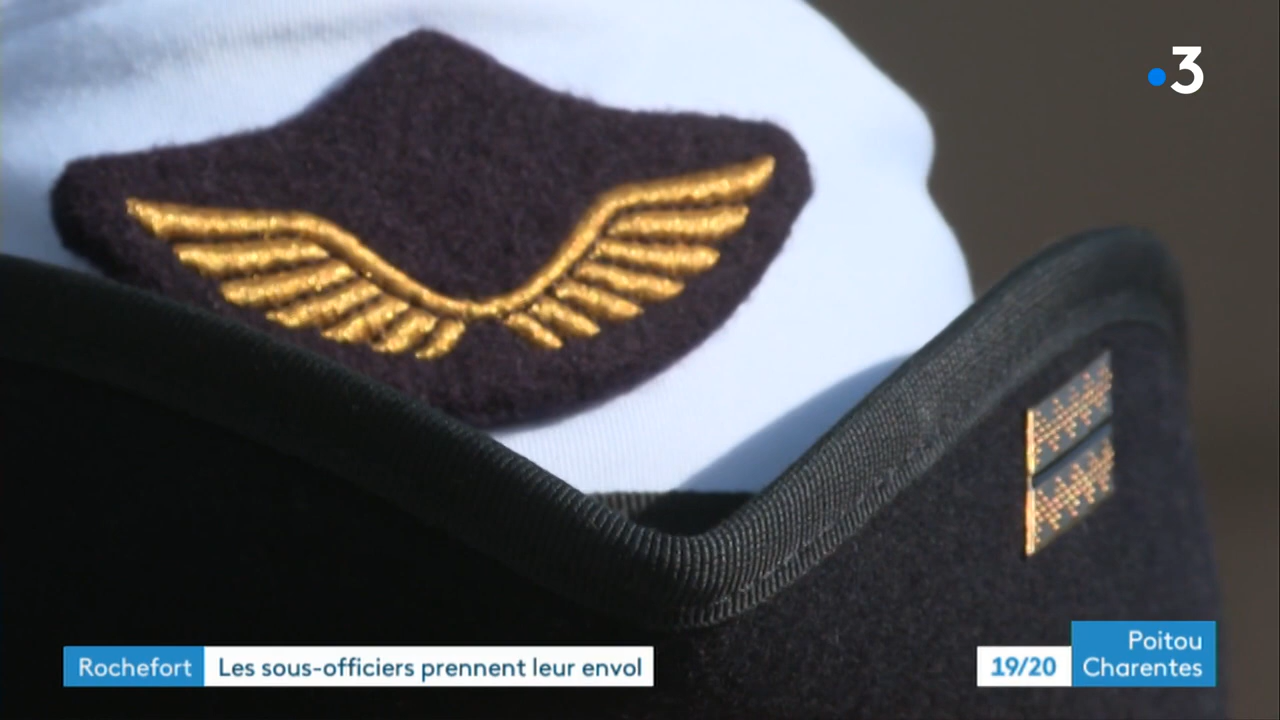 3
Rochefort Les sous-officiers prennent leur envol
19/20
Poitou
Charentes